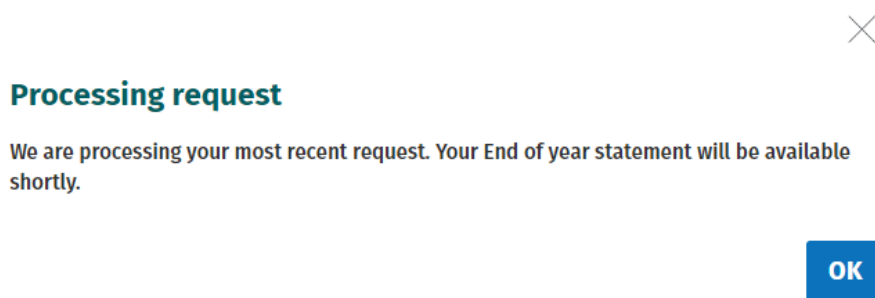 Processing request
We are processing your most recent request. Your End of year statement will be available
shortly.
OK